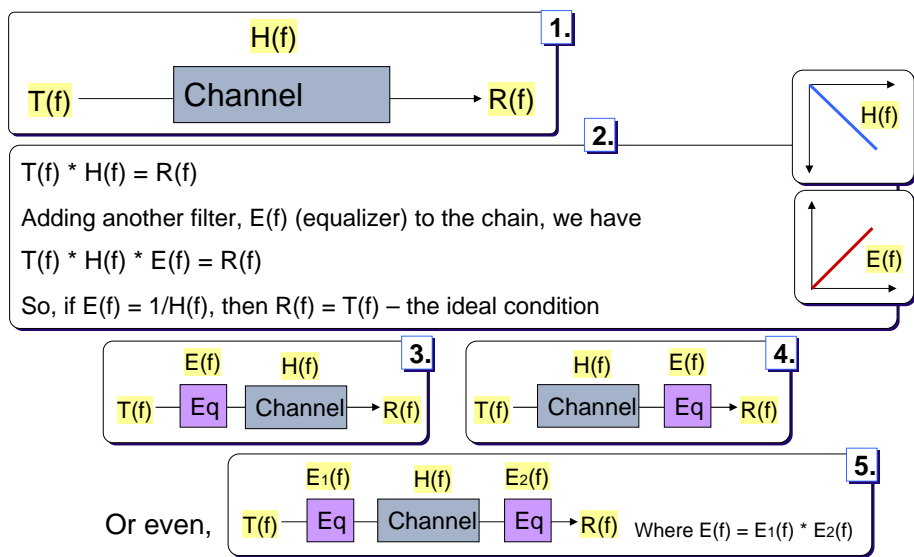 1.
H(f)
T(f) Channel R(f)
2.
T(f) * H(f) = R(f)
Adding another filter, E(f) (equalizer) to the chain, we have
T(f) * H(f) * E(f) = R(f)
So, if E(f) = 1/H(f), then R(f) = T(f) – the ideal condition
H(f)
E(f)
3.
E(f) H(f)
T(f) Eq Channel R(f)
4.
H(f) E(f)
T(f) Channel Eq R(f)
5.
E1(f) H(f) E2(f)
Or even, T(f) Eq Channel Eq R(f) Where E(f) = E1(f) * E2(f)